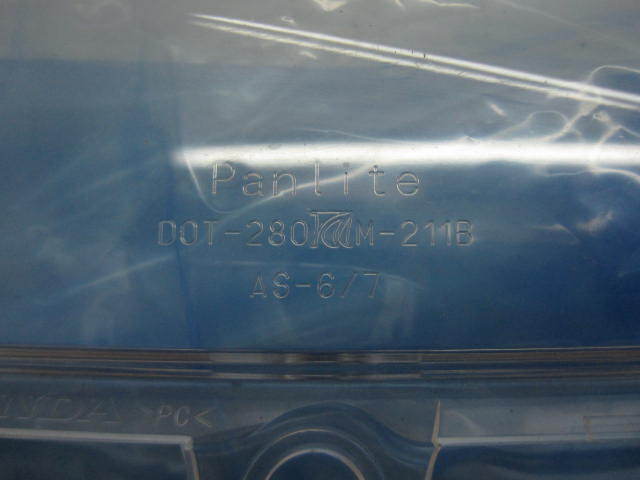 Panlite
DOT-280 M-211B
AS-6/7
>PC<